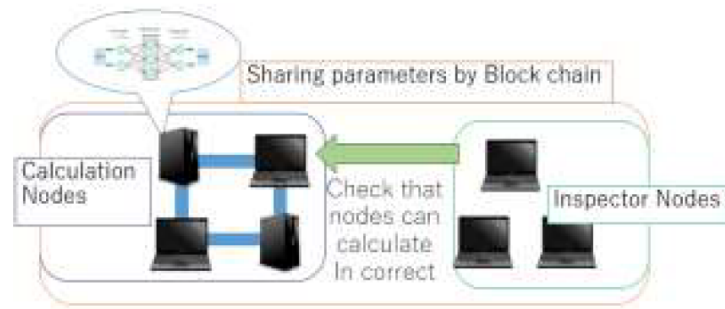 Sharing parameters by Block chain
Calculation
Nodes
Check that
nodes can
calculate
In correct
Inspector Nodes